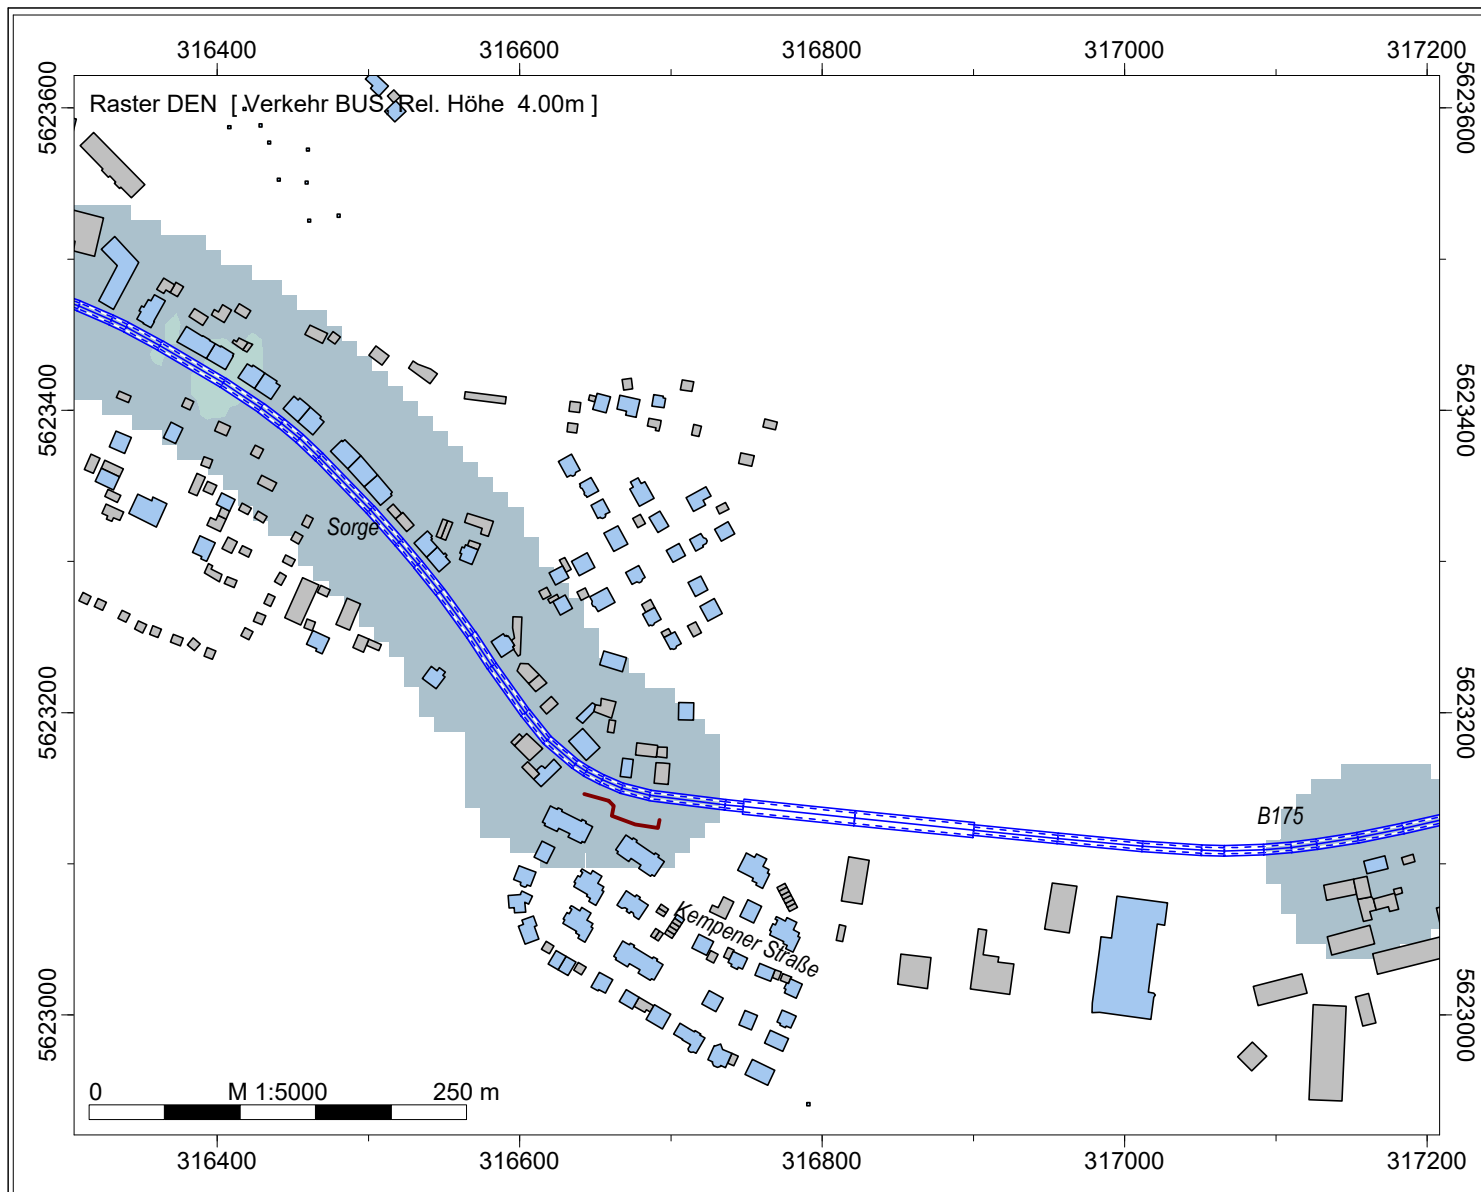 316400 316600 316800 317000 317200
5623600 5623600
Raster DEN [ Verkehr BUS, Rel. Höhe 4.00m ]
5623400 5623400
Sorge
5623200 5623200
B175
Kempener Straße
5623000 5623000
0 M 1:5000 250 m
316400 316600 316800 317000 317200